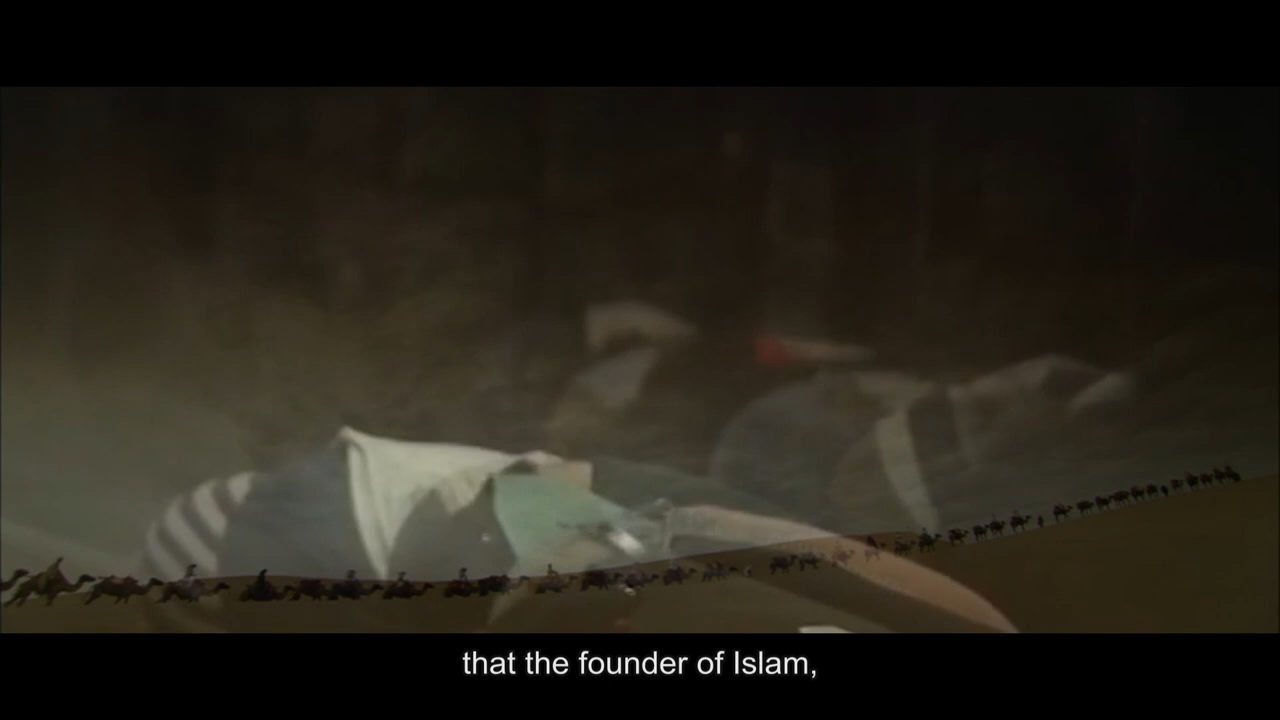 that the founder of Islam,